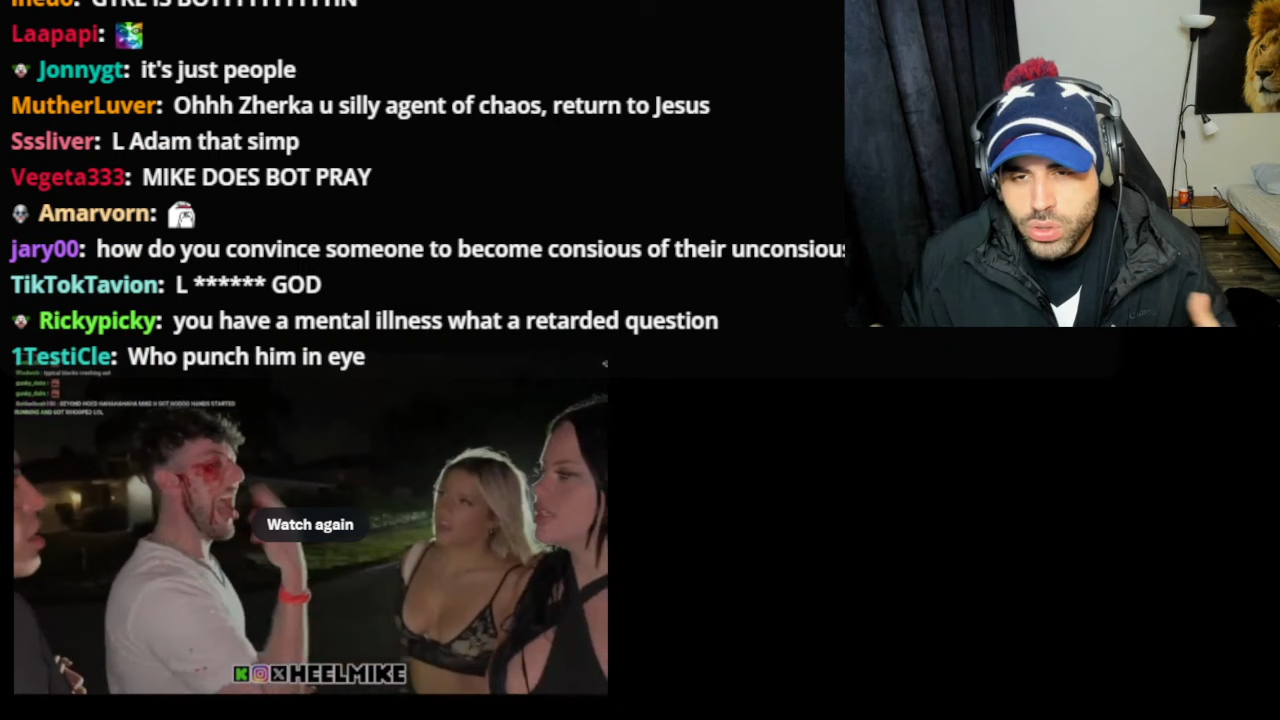 Laapapi:
Jonnygt: it's just people
MutherLuver: Ohhh Zherka u silly agent of chaos, return to Jesus
Sssliver: L Adam that simp
Vegeta333: MIKE DOES BOT PRAY
Amarvorn:
jary00: how do you convince someone to become consious of their unconsious
TikTokTavion: L ****** GOD
Rickypicky: you have a mental illness what a retarded question
1TestiCle: Who punch him in eye
Watch again
HEELMIKE